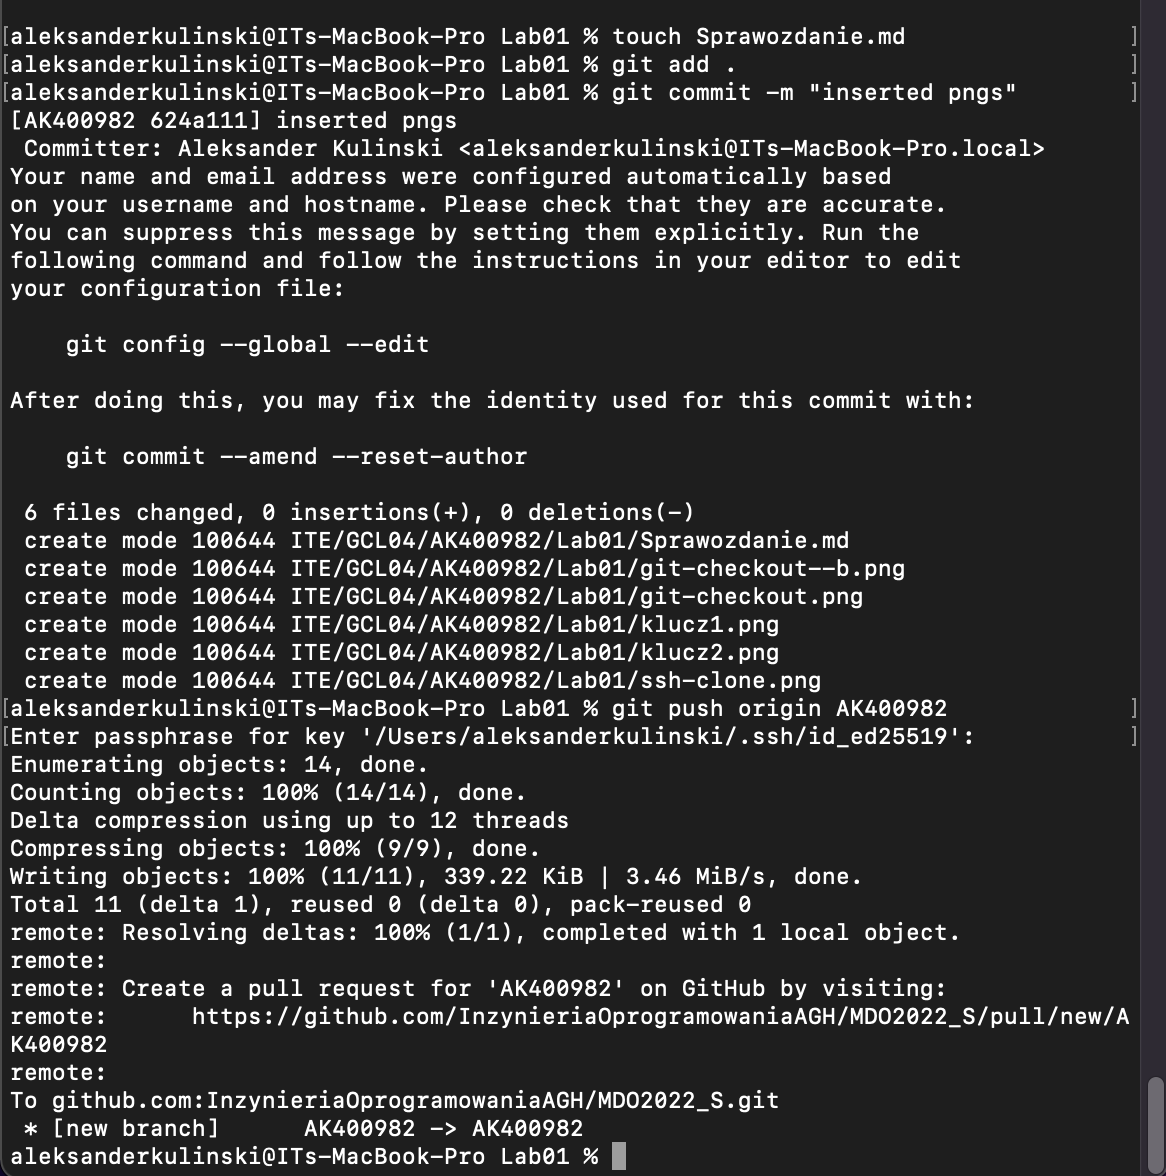 [aleksanderkulinski@ITs-MacBook-Pro Lab01 % touch Sprawozdanie.md ]
[aleksanderkulinski@ITs-MacBook-Pro Lab01 % git add . ]
[aleksanderkulinski@ITs-MacBook-Pro Lab01 % git commit -m "inserted pngs" ]
[AK400982 624a111] inserted pngs
 Committer: Aleksander Kulinski <aleksanderkulinski@ITs-MacBook-Pro.local>
Your name and email address were configured automatically based
on your username and hostname. Please check that they are accurate.
You can suppress this message by setting them explicitly. Run the
following command and follow the instructions in your editor to edit
your configuration file:

    git config --global --edit

After doing this, you may fix the identity used for this commit with:

    git commit --amend --reset-author

 6 files changed, 0 insertions(+), 0 deletions(-)
 create mode 100644 ITE/GCL04/AK400982/Lab01/Sprawozdanie.md
 create mode 100644 ITE/GCL04/AK400982/Lab01/git-checkout--b.png
 create mode 100644 ITE/GCL04/AK400982/Lab01/git-checkout.png
 create mode 100644 ITE/GCL04/AK400982/Lab01/klucz1.png
 create mode 100644 ITE/GCL04/AK400982/Lab01/klucz2.png
 create mode 100644 ITE/GCL04/AK400982/Lab01/ssh-clone.png
[aleksanderkulinski@ITs-MacBook-Pro Lab01 % git push origin AK400982 ]
[Enter passphrase for key '/Users/aleksanderkulinski/.ssh/id_ed25519': ]
Enumerating objects: 14, done.
Counting objects: 100% (14/14), done.
Delta compression using up to 12 threads
Compressing objects: 100% (9/9), done.
Writing objects: 100% (11/11), 339.22 KiB | 3.46 MiB/s, done.
Total 11 (delta 1), reused 0 (delta 0), pack-reused 0
remote: Resolving deltas: 100% (1/1), completed with 1 local object.
remote:
remote: Create a pull request for 'AK400982' on GitHub by visiting:
remote:      https://github.com/InzynieriaOprogramowaniaAGH/MDO2022_S/pull/new/A
K400982
remote:
To github.com:InzynieriaOprogramowaniaAGH/MDO2022_S.git
 * [new branch]      AK400982 -> AK400982
aleksanderkulinski@ITs-MacBook-Pro Lab01 %